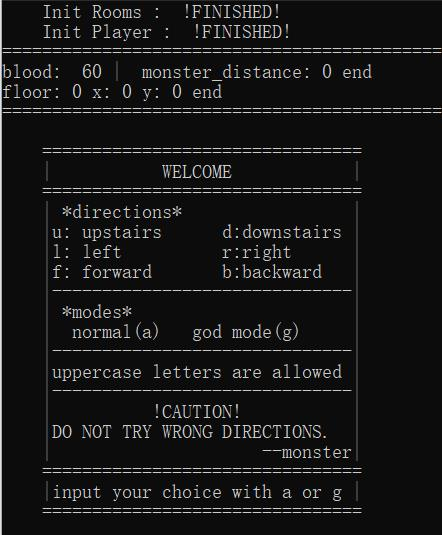 Init Rooms :  !FINISHED!
Init Player :  !FINISHED!
============================================
blood:  60 |  monster_distance: 0 end
floor: 0 x: 0 y: 0 end
============================================
================================
|           WELCOME            |
================================
| *directions*                 |
|u: upstairs      d:downstairs |
|l: left          r:right      |
|f: forward       b:backward   |
|------------------------------|
| *modes*                      |
|  normal(a)   god mode(g)     |
|------------------------------|
|uppercase letters are allowed |
|------------------------------|
|          !CAUTION!           |
|DO NOT TRY WRONG DIRECTIONS.  |
|                     --monster|
================================
|input your choice with a or g |
================================